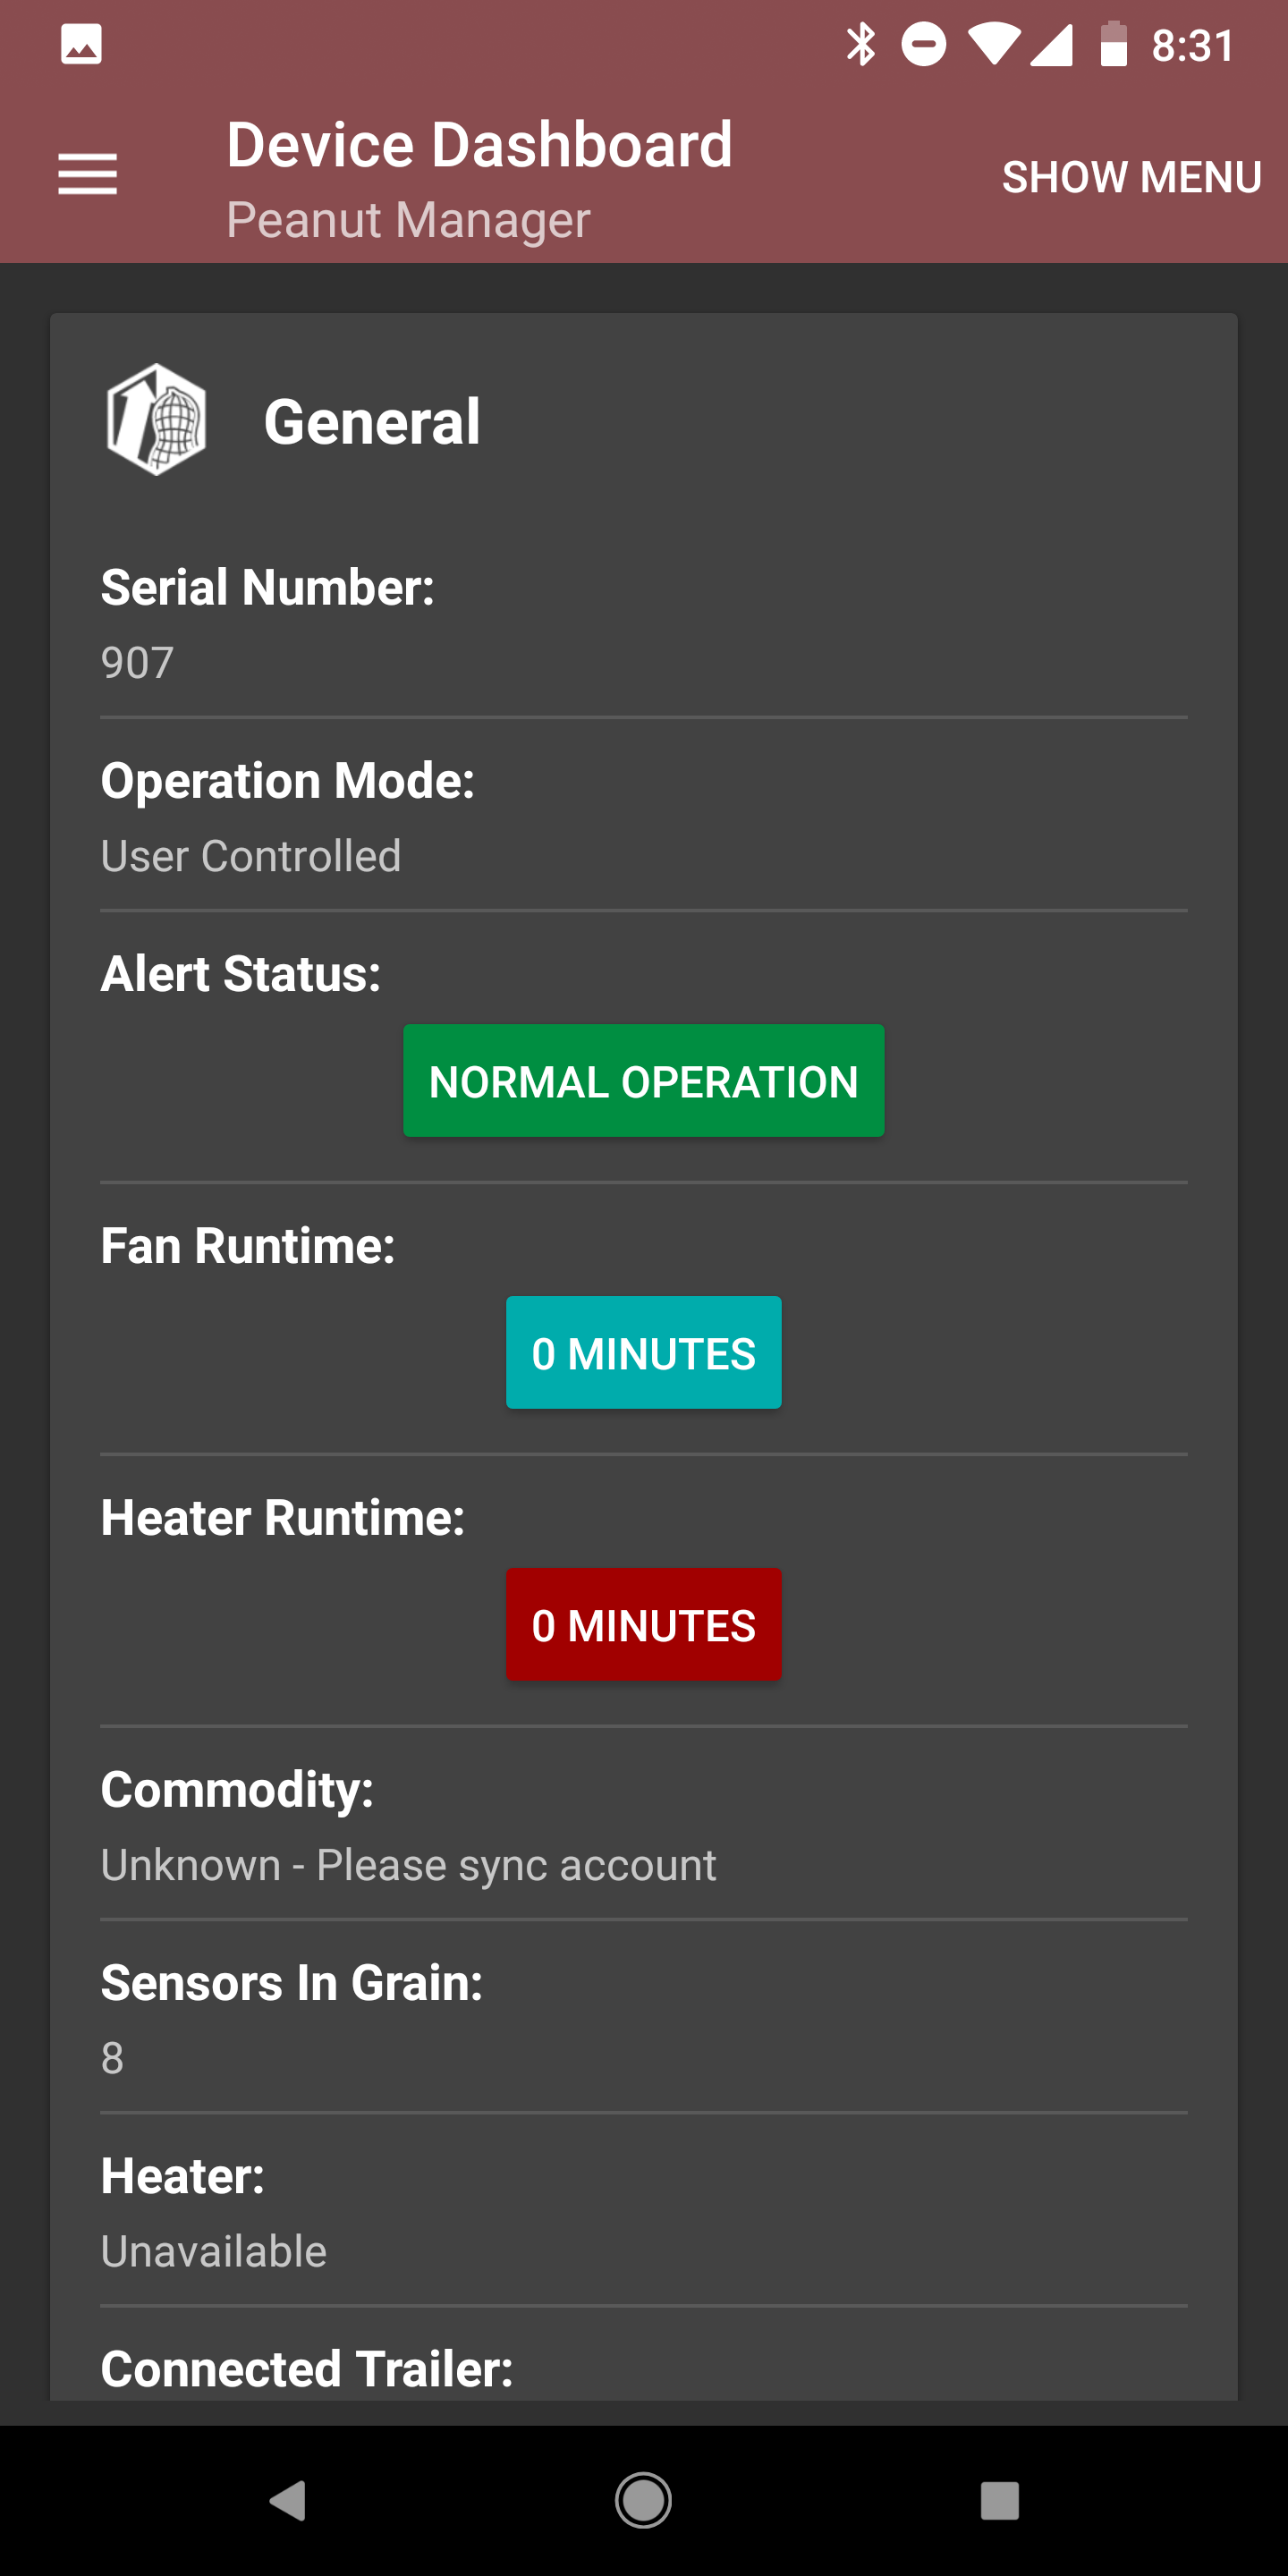 8:31
Device Dashboard
Peanut Manager
SHOW MENU
General
Serial Number:
907
Operation Mode:
User Controlled
Alert Status:
NORMAL OPERATION
Fan Runtime:
0 MINUTES
Heater Runtime:
0 MINUTES
Commodity:
Unknown - Please sync account
Sensors In Grain:
8
Heater:
Unavailable
Connected Trailer: